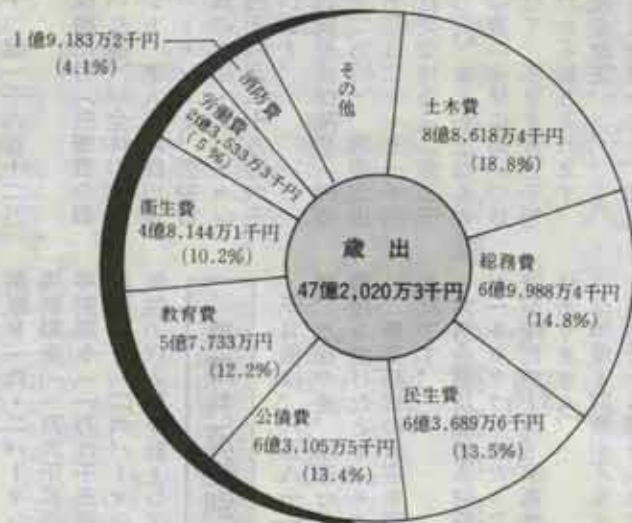 1億9,183万2千円
(4.1%)
消防費
労働費
2億3,533万3千円
(5%)
衛生費
4億8,144万1千円
(10.2%)
教育費
5億7,733万円
(12.2%)
公債費
6億3,105万5千円
(13.4%)
民生費
6億3,689万6千円
(13.5%)
総務費
6億9,988万4千円
(14.8%)
土木費
8億8,618万4千円
(18.8%)
その他
歳出
47億2,020万3千円